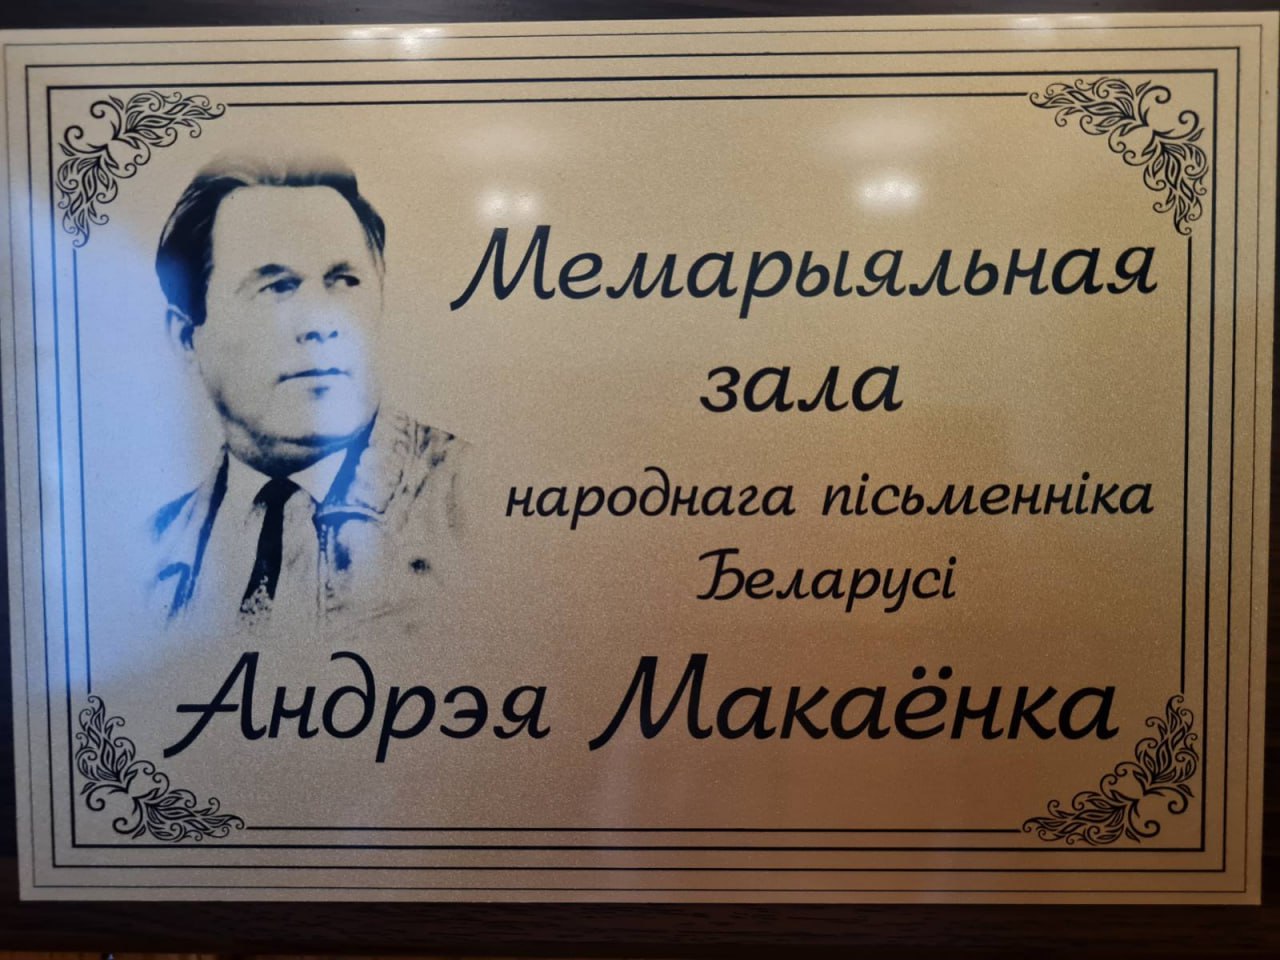 Мемарыяльная
зала
народнага пісьменніка
Беларусі
Андрэя Макаёнка